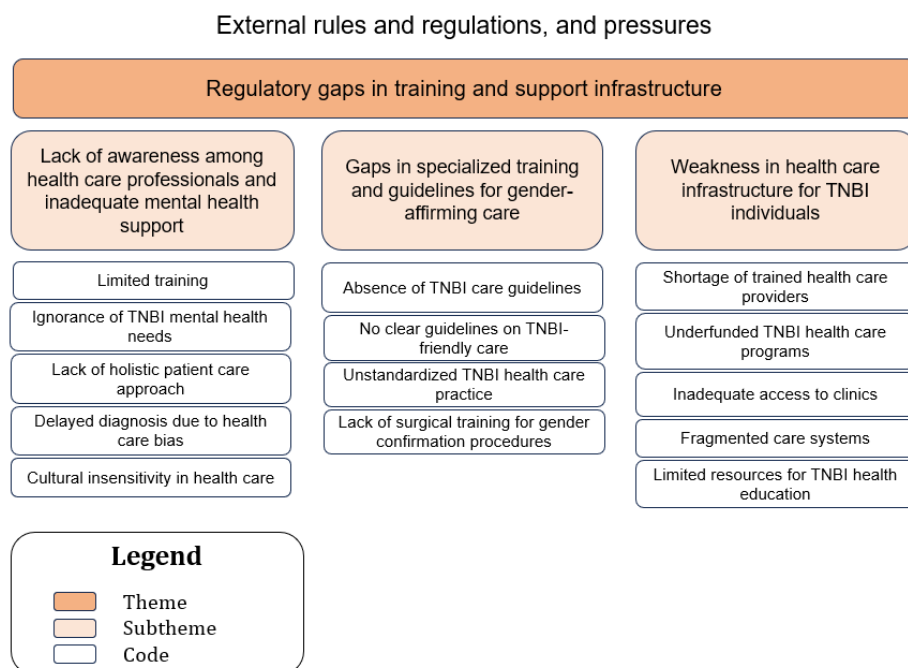 External rules and regulations, and pressures
Regulatory gaps in training and support infrastructure
Lack of awareness among
health care professionals and
inadequate mental health
support
Limited training
Ignorance of TNBI mental health
needs
Lack of holistic patient care
approach
Delayed diagnosis due to health
care bias
Cultural insensitivity in health care
Gaps in specialized training
and guidelines for gender-
affirming care
Absence of TNBI care guidelines
No clear guidelines on TNBI-
friendly care
Unstandardized TNBI health care
practice
Lack of surgical training for gender
confirmation procedures
Weakness in health care
infrastructure for TNBI
individuals
Shortage of trained health care
providers
Underfunded TNBI health care
programs
Inadequate access to clinics
Fragmented care systems
Limited resources for TNBI health
education
Legend
Theme
Subtheme
Code